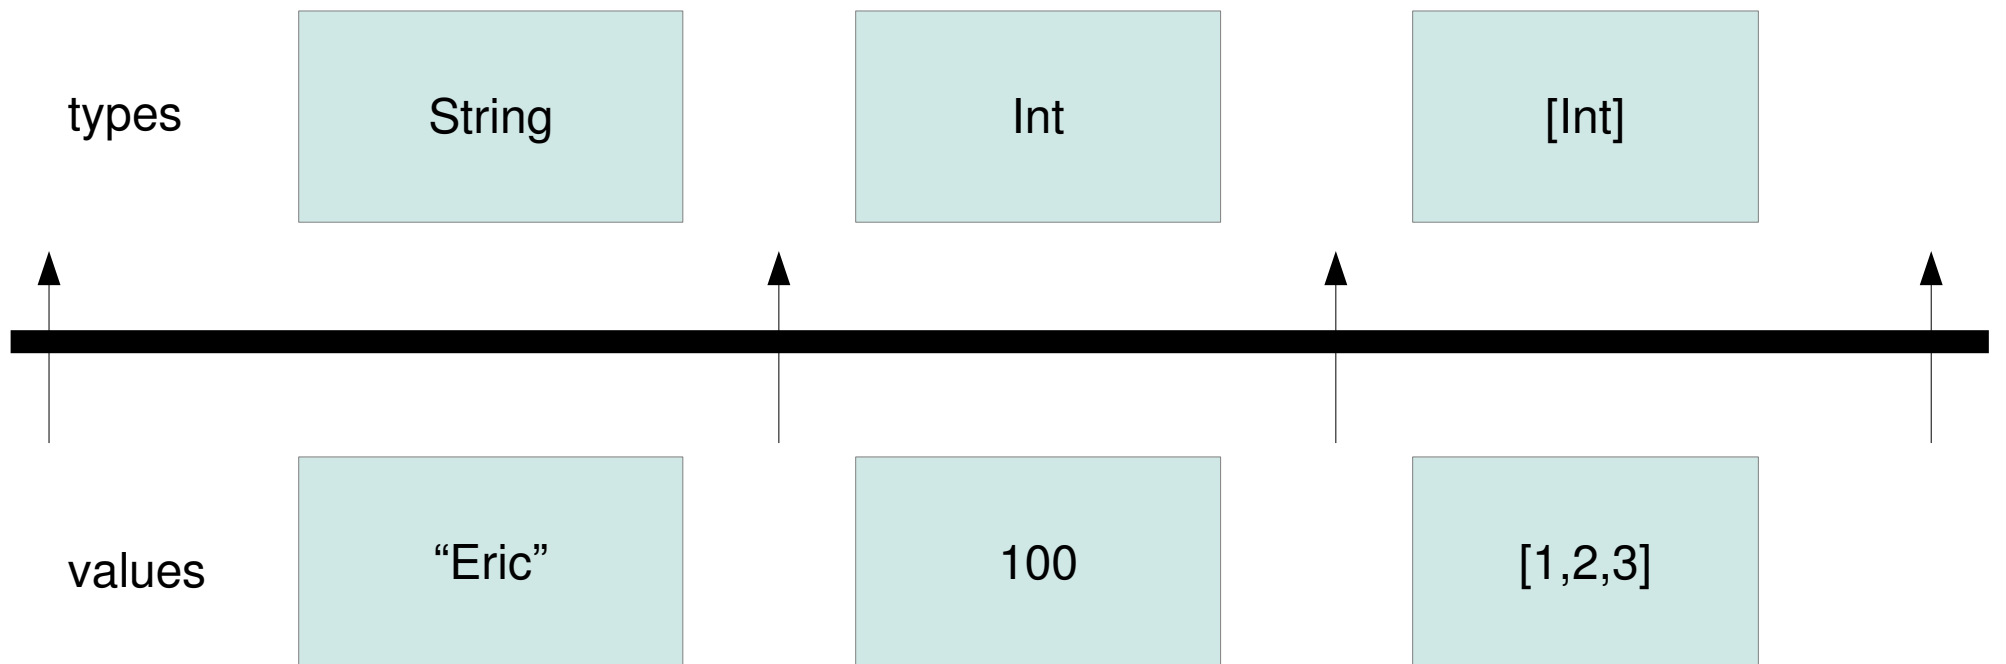 types
String
Int
[Int]
values
“Eric”
100
[1,2,3]